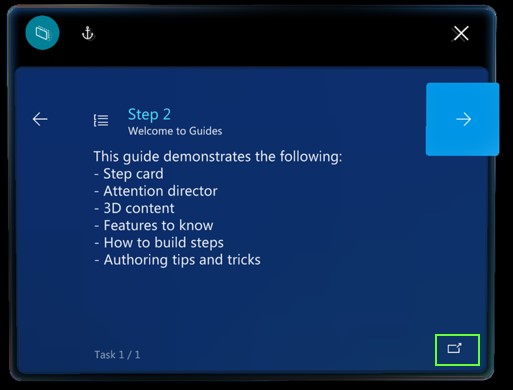 Step 2
Welcome to Guides
This guide demonstrates the following:
- Step card
- Attention director
- 3D content
- Features to know
- How to build steps
- Authoring tips and tricks
Task 1 / 1